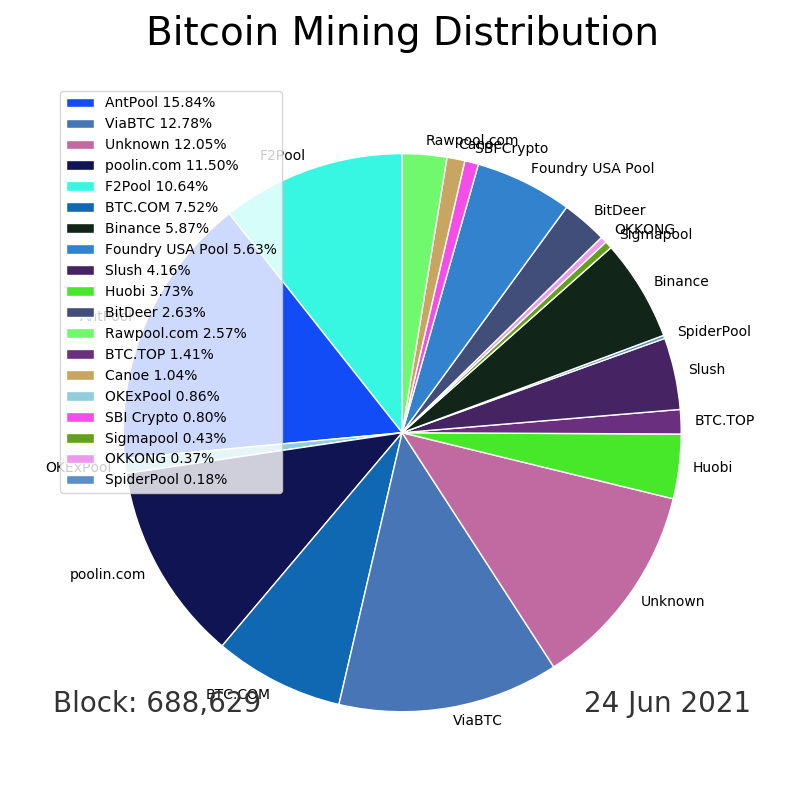 Bitcoin Mining Distribution
AntPool 15.84%
ViaBTC 12.78%
Unknown 12.05%
poolin.com 11.50%
F2Pool 10.64%
BTC.COM 7.52%
Binance 5.87%
Foundry USA Pool 5.63%
Slush 4.16%
Huobi 3.73%
BitDeer 2.63%
Rawpool.com 2.57%
BTC.TOP 1.41%
Canoe 1.04%
OKExPool 0.86%
SBI Crypto 0.80%
Sigmapool 0.43%
OKKONG 0.37%
SpiderPool 0.18%
Rawpool.com
Canoe
SBI Crypto
F2Pool
Foundry USA Pool
BitDeer
OKKONG
Sigmapool
Binance
AntPool
SpiderPool
Slush
BTC.TOP
Huobi
OKExPool
poolin.com
Unknown
BTC.COM
ViaBTC
Block: 688,629
24 Jun 2021